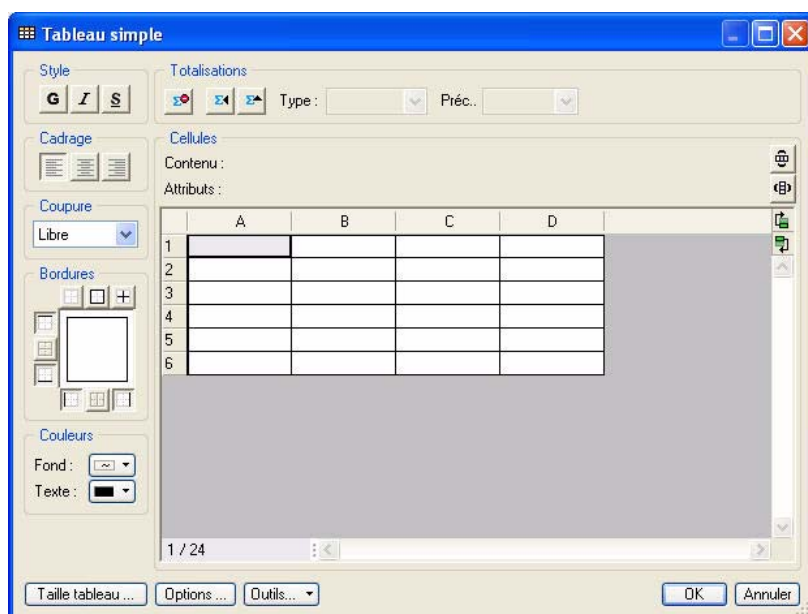 Tableau simple
Style
G I S
Totalisations
Type :
Préc..
Cadrage
Cellules
Contenu :
Attributs :
Coupure
Libre
A B C D
1
2
3
4
5
6
Bordures
Couleurs
Fond :
Texte :
1 / 24
Taille tableau ...
Options ...
Outils...
OK
Annuler